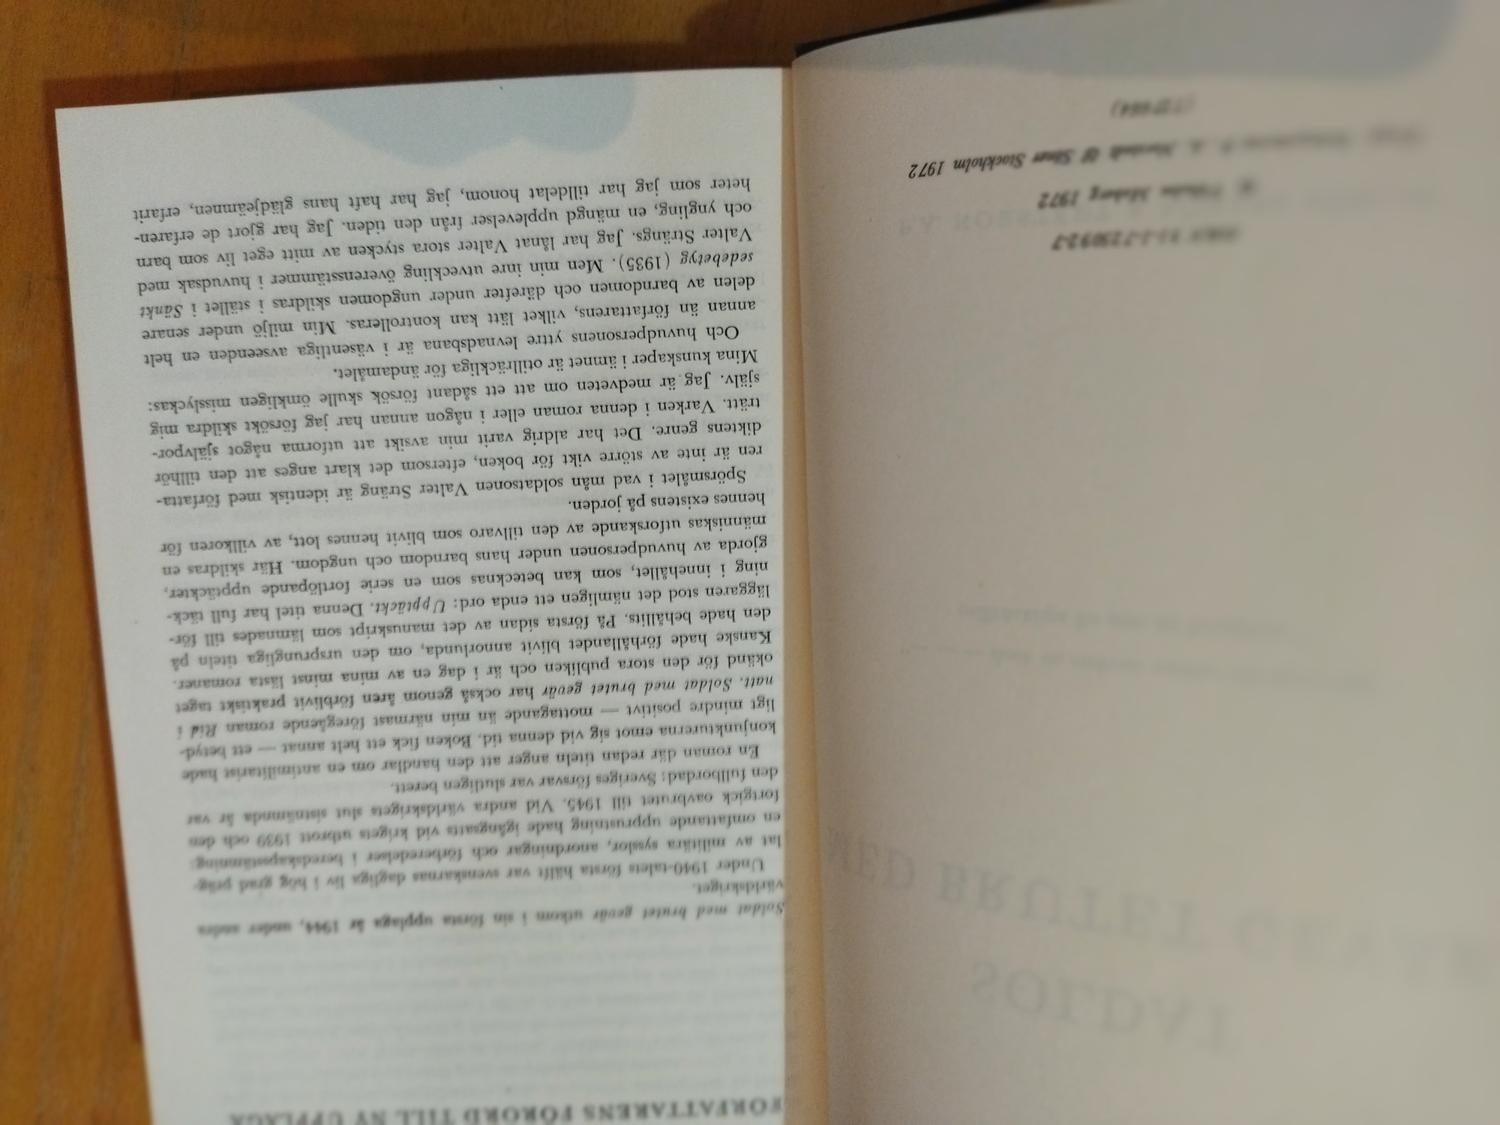 ISBN 91-1-723092-7
© Vilhelm Moberg 1972
Stockholm 1972
FÖRFATTARENS FÖRORD TILL NY UPPLAGA
Soldat med brutet gevär utkom i sin första upplaga år 1944, under andra
världskriget.
Under 1940-talets första hälft var svenskarnas dagliga liv i hög grad präg-
lat av militära sysslor, anordningar och förberedelser i beredskapsstämning;
en omfattande upprustning hade igångsatts vid krigets utbrott 1939 och den
fortgick oavbrutet till 1945. Vid andra världskrigets slut sistnämnda år var
den fullbordad: Sveriges försvar var slutligen berett.
En roman där redan titeln anger att den handlar om en antimilitarist hade
konjunkturerna emot sig vid denna tid. Boken fick ett helt annat — ett betyd-
ligt mindre positivt — mottagande än min närmast föregående roman Rid i
natt. Soldat med brutet gevär har också genom åren förblivit praktiskt taget
okänd för den stora publiken och är i dag en av mina minst lästa romaner.
Kanske hade förhållandet blivit annorlunda, om den ursprungliga titeln på
den hade behållits. På första sidan av det manuskript som lämnades till för-
läggaren stod det nämligen ett enda ord: Upptäckt. Denna titel har full täck-
ning i innehållet, som kan betecknas som en serie fortlöpande upptäckter,
gjorda av huvudpersonen under hans barndom och ungdom. Här skildras en
människas utforskande av den tillvaro som blivit hennes lott, av villkoren för
hennes existens på jorden.
Spörsmålet i vad mån soldatsonen Valter Sträng är identisk med författa-
ren är inte av större vikt för boken, eftersom det klart anges att den tillhör
diktens genre. Det har aldrig varit min avsikt att utforma något självpor-
trätt. Varken i denna roman eller i någon annan har jag försökt skildra mig
själv. Jag är medveten om att ett sådant försök skulle ömkligen misslyckas:
Mina kunskaper i ämnet är otillräckliga för ändamålet.
Och huvudpersonens yttre levnadsbana är i väsentliga avseenden en helt
annan än författarens, vilket lätt kan kontrolleras. Min miljö under senare
delen av barndomen och därefter under ungdomen skildras i stället i Sänkt
sedebetyg (1935). Men min inre utveckling överensstämmer i huvudsak med
Valter Strängs. Jag har lånat Valter stora stycken av mitt eget liv som barn
och yngling, en mängd upplevelser från den tiden. Jag har gjort de erfaren-
heter som jag har tilldelat honom, jag har haft hans glädjeämnen, erfarit